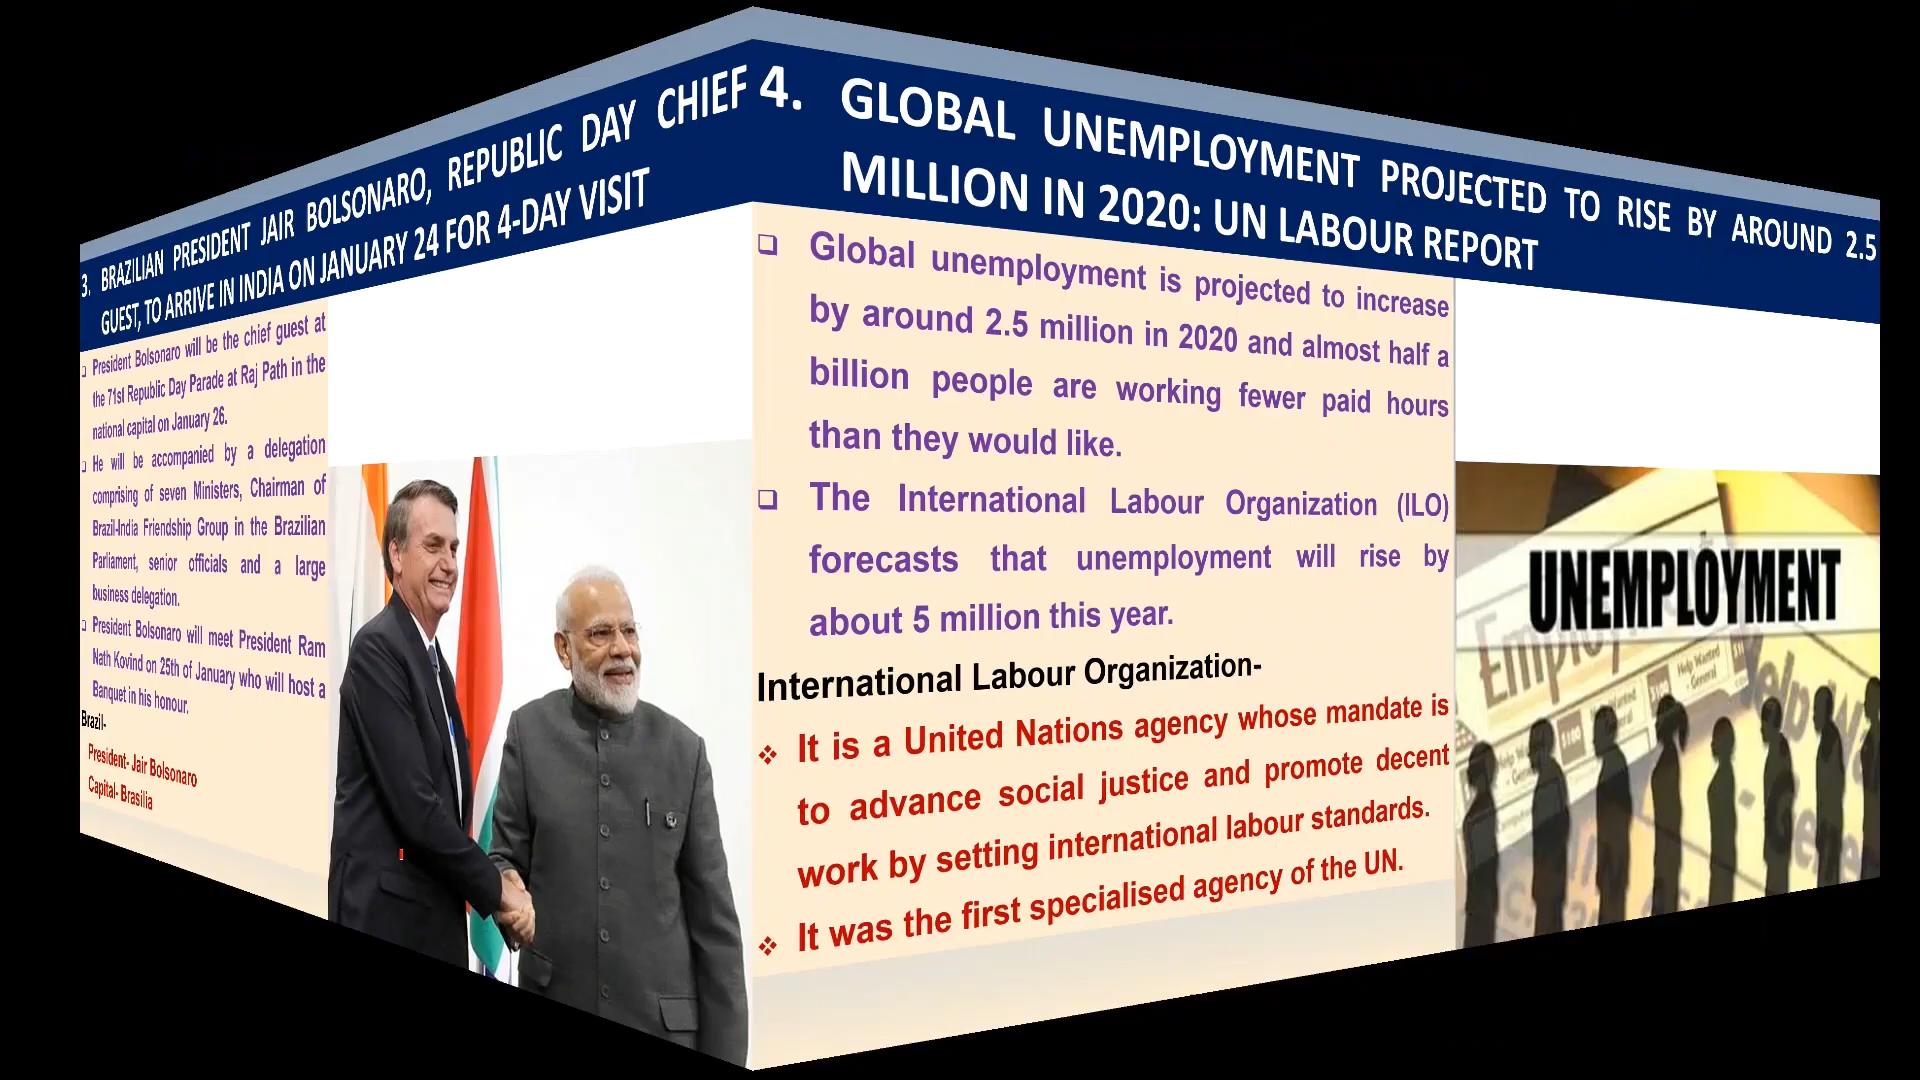 3. BRAZILIAN PRESIDENT JAIR BOLSONARO, REPUBLIC DAY CHIEF
GUEST, TO ARRIVE IN INDIA ON JANUARY 24 FOR 4-DAY VISIT
President Bolsonaro will be the chief guest at
the 71st Republic Day Parade at Raj Path in the
national capital on January 26.
He will be accompanied by a delegation
comprising of seven Ministers, Chairman of
Brazil-India Friendship Group in the Brazilian
Parliament, senior officials and a large
business delegation.
President Bolsonaro will meet President Ram
Nath Kovind on 25th of January who will host a
Banquet in his honour.
Brazil-
President- Jair Bolsonaro
Capital- Brasilia
4. GLOBAL UNEMPLOYMENT PROJECTED TO RISE BY AROUND 2.5
MILLION IN 2020: UN LABOUR REPORT
Global unemployment is projected to increase
by around 2.5 million in 2020 and almost half a
billion people are working fewer paid hours
than they would like.
The International Labour Organization (ILO)
forecasts that unemployment will rise by
about 5 million this year.
International Labour Organization-
It is a United Nations agency whose mandate is
to advance social justice and promote decent
work by setting international labour standards.
It was the first specialised agency of the UN.
UNEMPLOYMENT
Help Wanted
- General